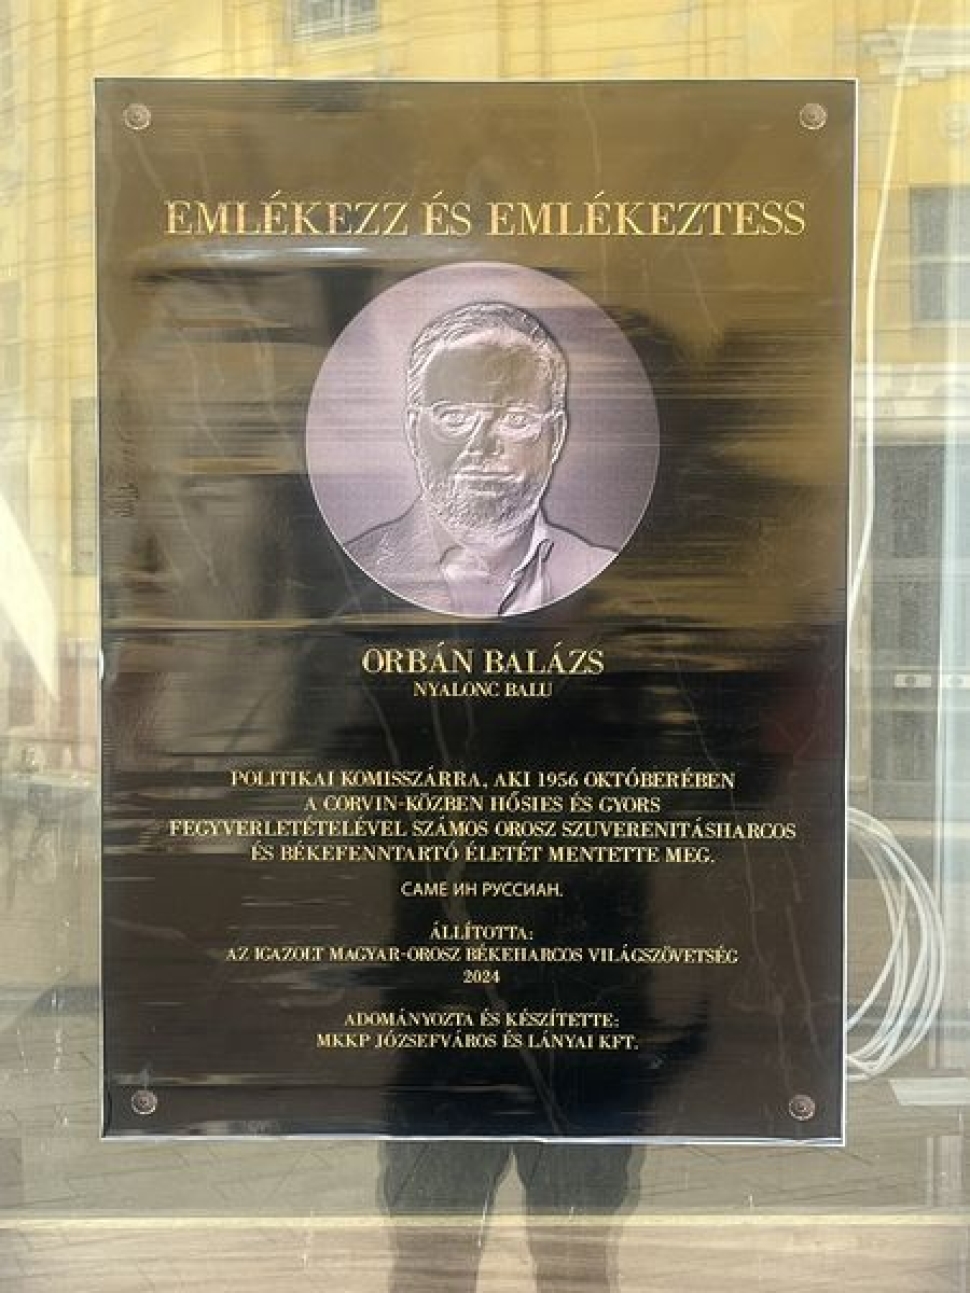 EMLÉKEZZ ÉS EMLÉKEZTESS
ORBÁN BALÁZS
NYALONC BALU
POLITIKAI KOMISSZÁRRA, AKI 1956 OKTÓBERÉBEN
A CORVIN-KÖZBEN HŐSIES ÉS GYORS
FEGYVERLETÉTELÉVEL SZÁMOS OROSZ SZUVERENITÁSHARCOS
ÉS BÉKEFENNTARTÓ ÉLETÉT MENTETTE MEG.
САМЕ ИН РУССИАН.
ÁLLÍTOTTA:
AZ IGAZOLT MAGYAR-OROSZ BÉKEHARCOS VILÁGSZÖVETSÉG
2024
ADOMÁNYOZTA ÉS KÉSZÍTETTE:
MKKP JÓZSEFVÁROS ÉS LÁNYAI KFT.